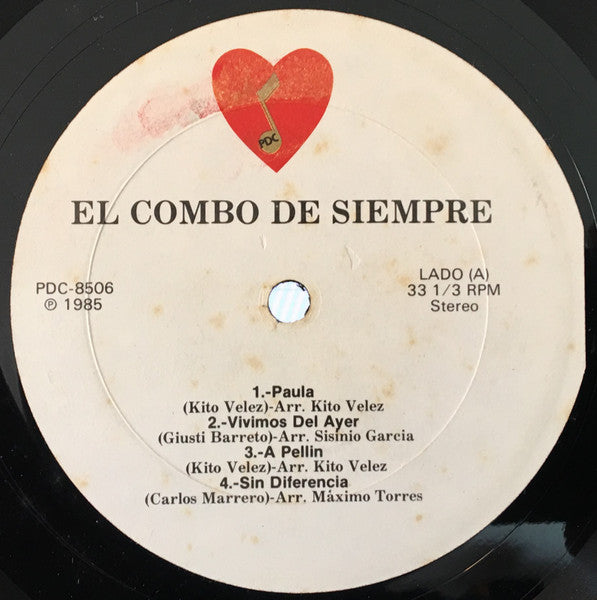 PDC
EL COMBO DE SIEMPRE
PDC-8506
℗ 1985
LADO (A)
33 1/3 RPM
Stereo
1.-Paula
(Kito Velez)-Arr. Kito Velez
2.-Vivimos Del Ayer
(Giusti Barreto)-Arr. Sisinio Garcia
3.-A Pellin
(Kito Velez)-Arr. Kito Velez
4.-Sin Diferencia
(Carlos Marrero)-Arr. Máximo Torres